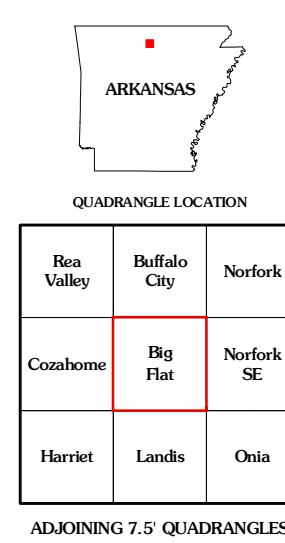 ARKANSAS
QUADRANGLE LOCATION
Rea
Valley
Buffalo
City
Norfork
Cozahome
Big
Flat
Norfork
SE
Harriet
Landis
Onia
ADJOINING 7.5' QUADRANGLES